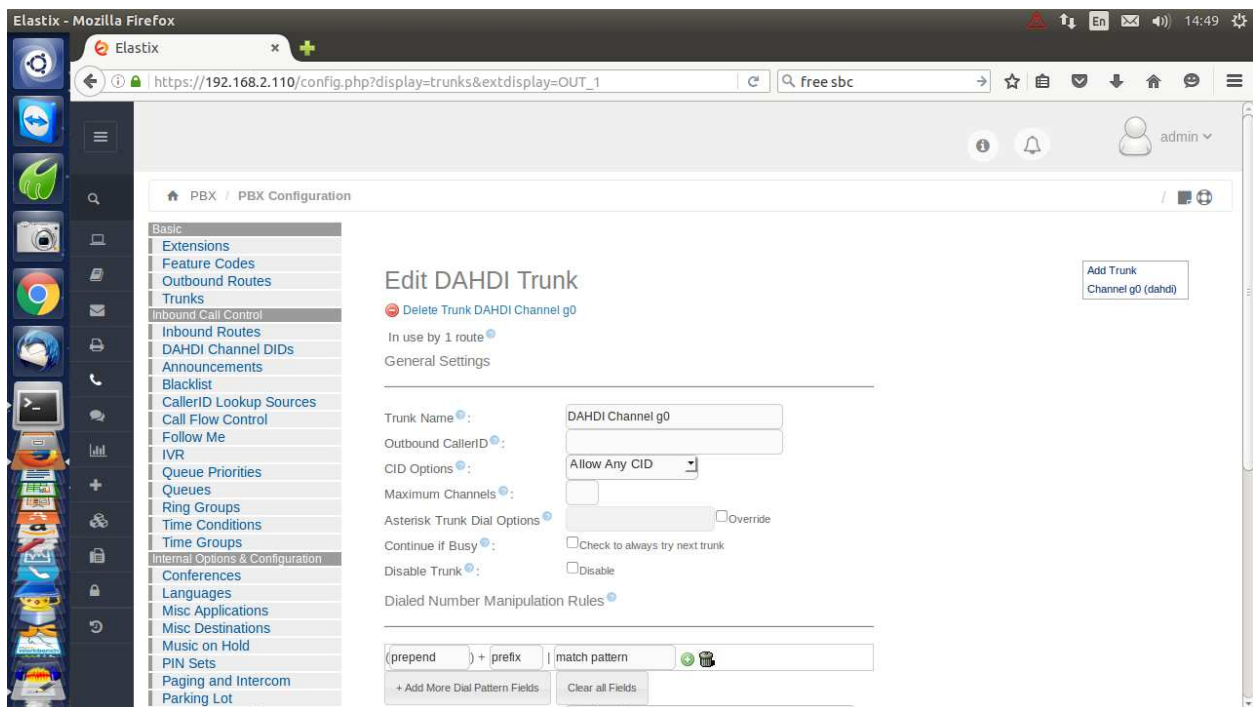 Elastix - Mozilla Firefox
En 14:49
Elastix
https://192.168.2.110/config.php?display=trunks&extdisplay=OUT_1
free sbc
admin
PBX / PBX Configuration
/
Basic
Extensions
Feature Codes
Outbound Routes
Trunks
Inbound Call Control
Inbound Routes
DAHDI Channel DIDs
Announcements
Blacklist
CallerID Lookup Sources
Call Flow Control
Follow Me
IVR
Queue Priorities
Queues
Ring Groups
Time Conditions
Time Groups
Internal Options & Configuration
Conferences
Languages
Misc Applications
Misc Destinations
Music on Hold
PIN Sets
Paging and Intercom
Parking Lot
Edit DAHDI Trunk
Delete Trunk DAHDI Channel g0
In use by 1 route
General Settings
Trunk Name : DAHDI Channel g0
Outbound CallerID :
CID Options : Allow Any CID
Maximum Channels :
Asterisk Trunk Dial Options Override
Continue if Busy : Check to always try next trunk
Disable Trunk : Disable
Dialed Number Manipulation Rules
(prepend ) + prefix | match pattern
+ Add More Dial Pattern Fields Clear all Fields
Add Trunk
Channel g0 (dahdi)